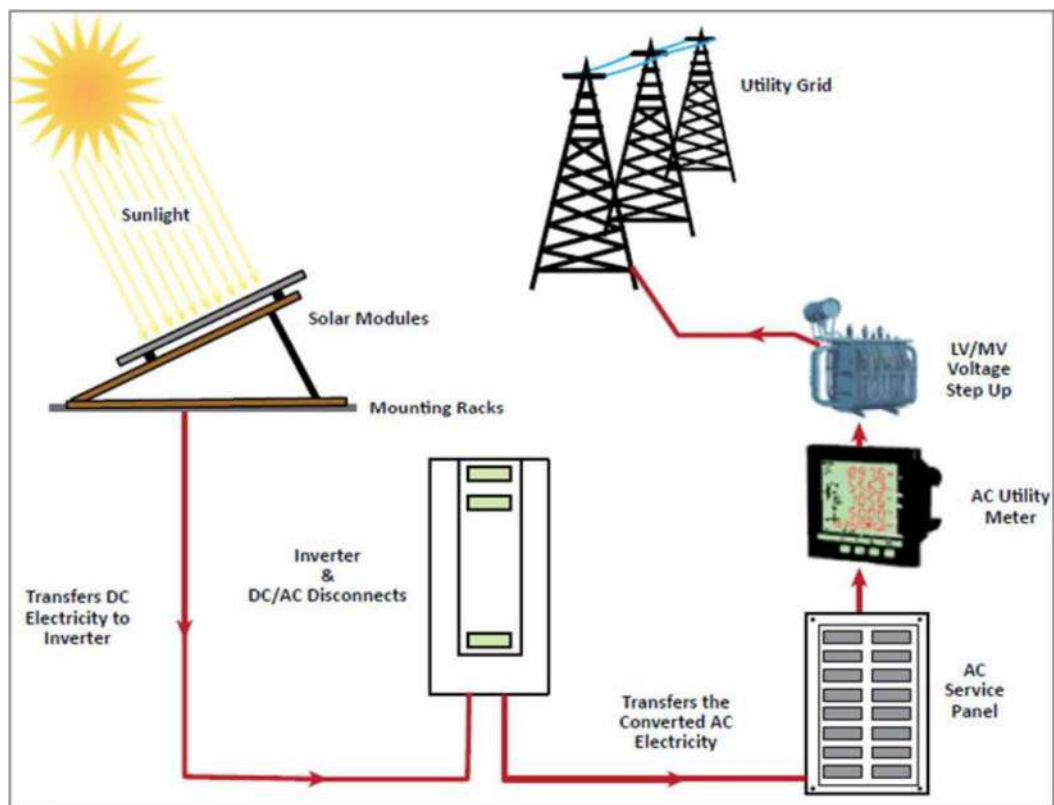 Utility Grid
Sunlight
Solar Modules
Mounting Racks
LV/MV
Voltage
Step Up
AC Utility
Meter
Inverter
&
DC/AC Disconnects
Transfers DC
Electricity to
Inverter
AC
Service
Panel
Transfers the
Converted AC
Electricity